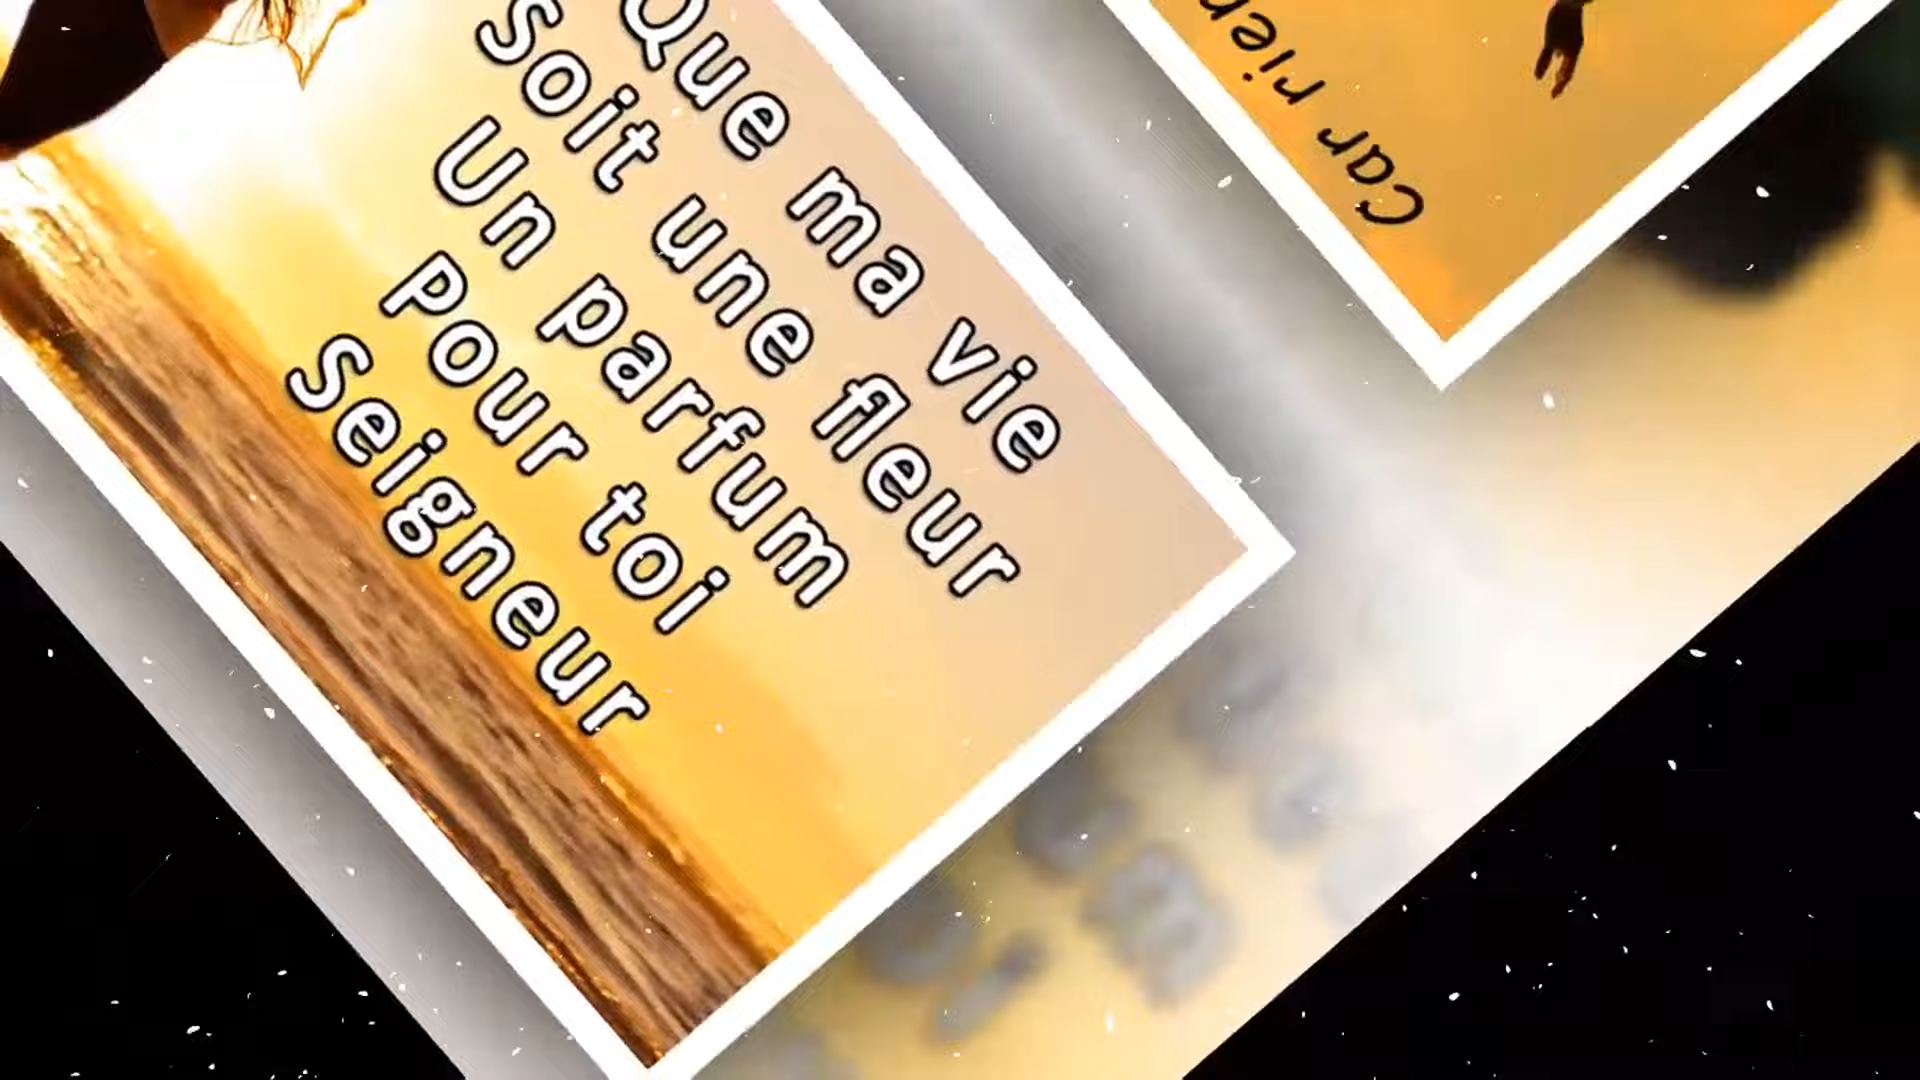 Que ma vie
Soit une fleur
Un parfum
Pour toi
Seigneur
Car rien